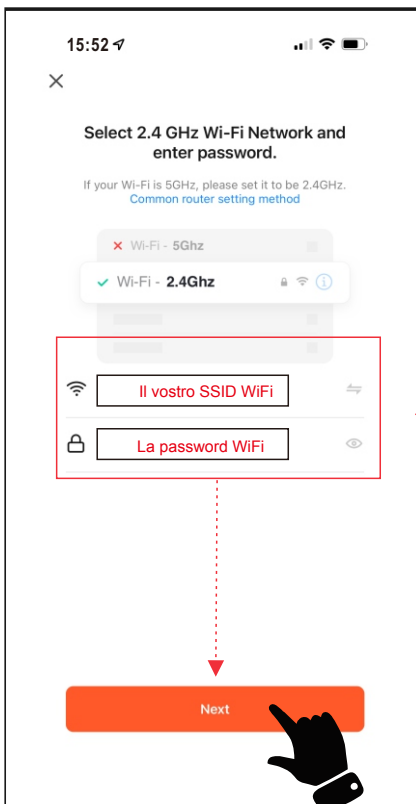 15:52
Select 2.4 GHz Wi-Fi Network and
enter password.
If your Wi-Fi is 5GHz, please set it to be 2.4GHz.
Common router setting method
Wi-Fi - 5Ghz
Wi-Fi - 2.4Ghz
Il vostro SSID WiFi
La password WiFi
Next